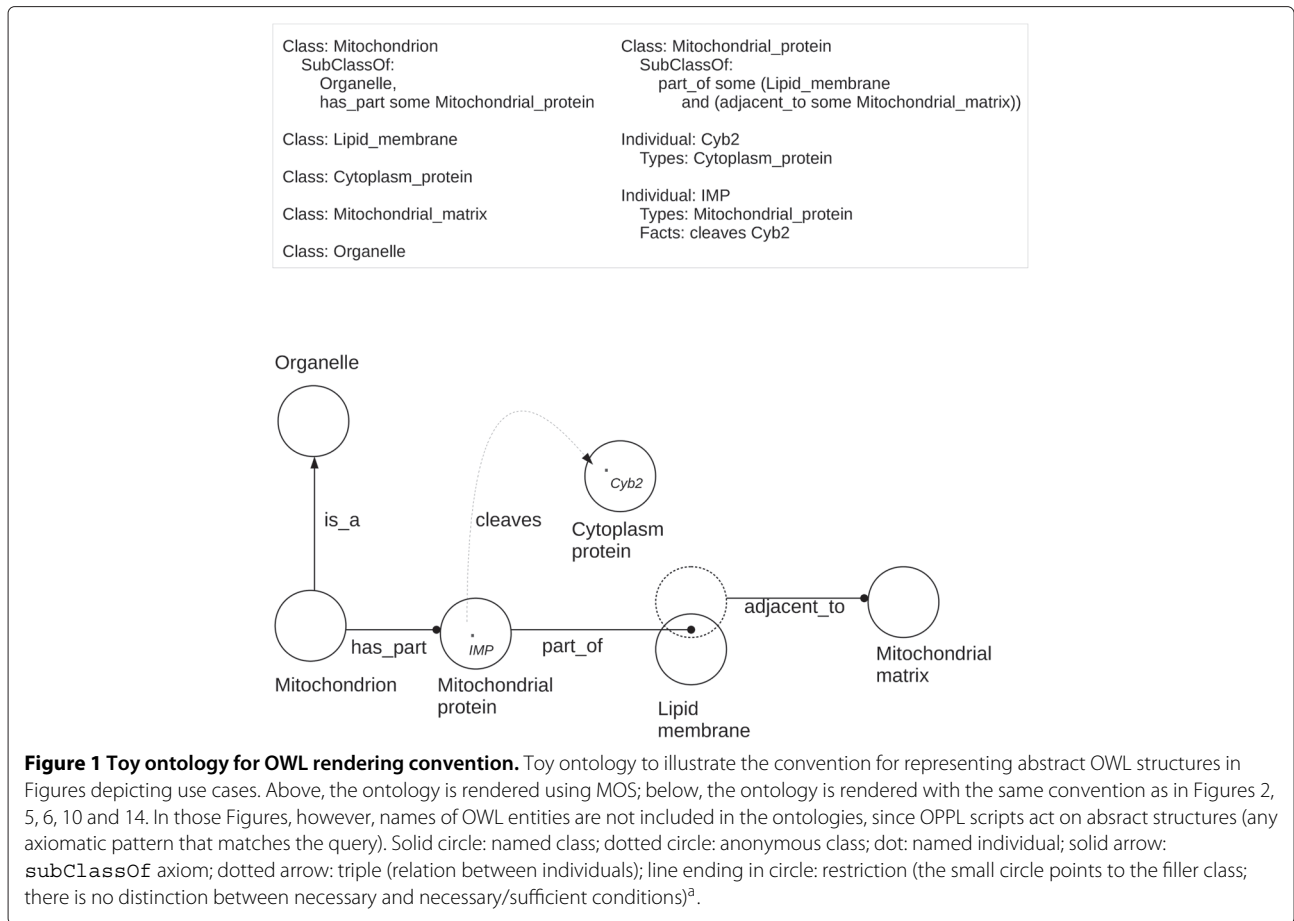 Class: Mitochondrion
SubClassOf:
Organelle,
has_part some Mitochondrial_protein
Class: Lipid_membrane
Class: Cytoplasm_protein
Class: Mitochondrial_matrix
Class: Organelle
Class: Mitochondrial_protein
SubClassOf:
part_of some (Lipid_membrane
and (adjacent_to some Mitochondrial_matrix))
Individual: Cyb2
Types: Cytoplasm_protein
Individual: IMP
Types: Mitochondrial_protein
Facts: cleaves Cyb2
Organelle
is_a
cleaves
Cyb2
Cytoplasm
protein
Mitochondrion
has_part
IMP
Mitochondrial
protein
part_of
Lipid
membrane
adjacent_to
Mitochondrial
matrix
Figure 1 Toy ontology for OWL rendering convention. Toy ontology to illustrate the convention for representing abstract OWL structures in
Figures depicting use cases. Above, the ontology is rendered using MOS; below, the ontology is rendered with the same convention as in Figures 2,
5, 6, 10 and 14. In those Figures, however, names of OWL entities are not included in the ontologies, since OPPL scripts act on absract structures (any
axiomatic pattern that matches the query). Solid circle: named class; dotted circle: anonymous class; dot: named individual; solid arrow:
subClassOf axiom; dotted arrow: triple (relation between individuals); line ending in circle: restriction (the small circle points to the filler class;
there is no distinction between necessary and necessary/sufficient conditions)a.